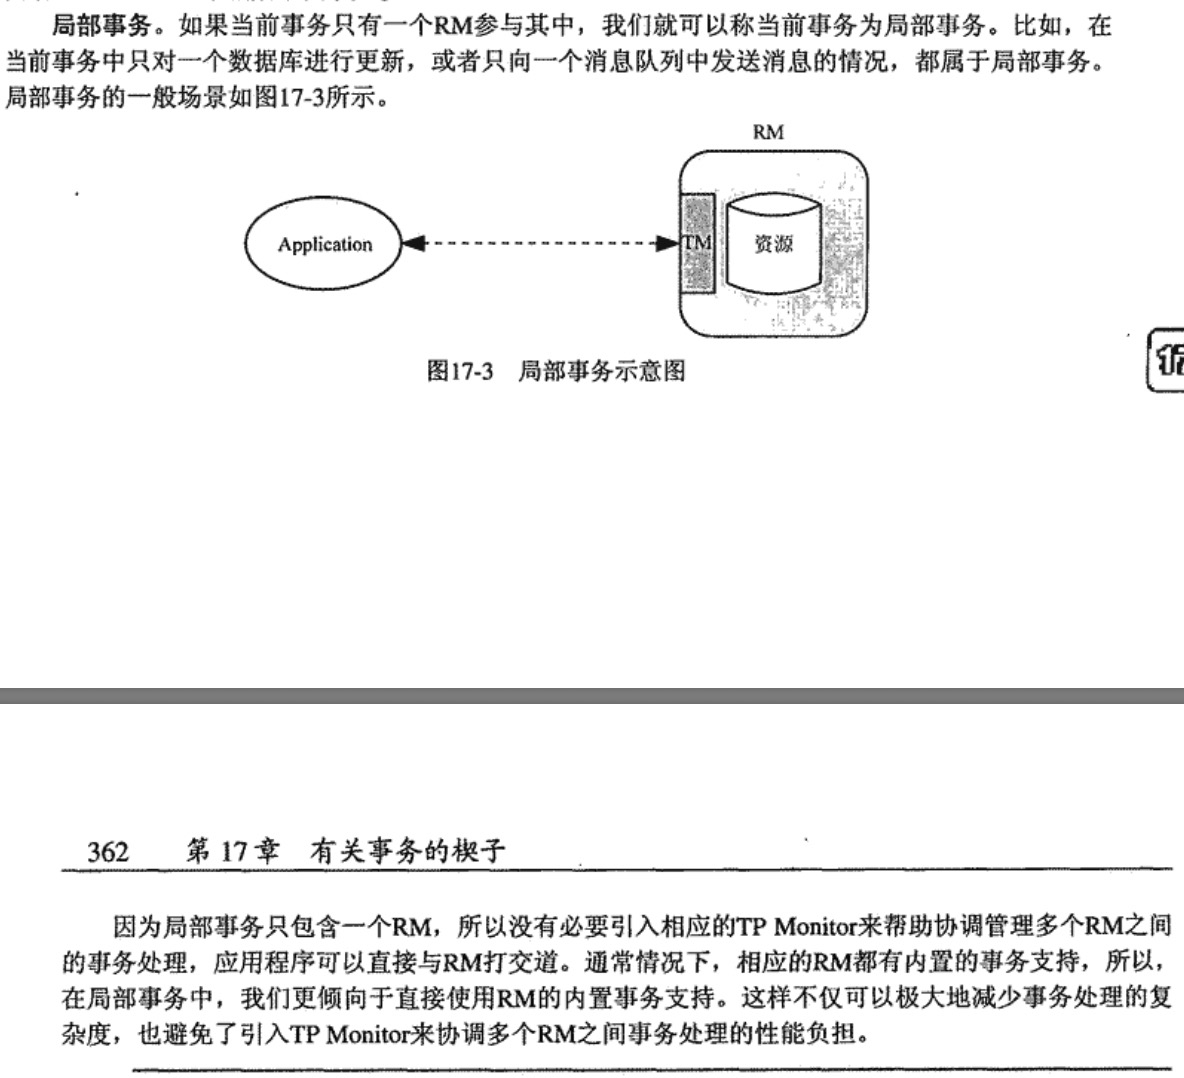 局部事务。如果当前事务只有一个RM参与其中，我们就可以称当前事务为局部事务。比如，在
当前事务中只对一个数据库进行更新，或者只向一个消息队列中发送消息的情况，都属于局部事务。
局部事务的一般场景如图17-3所示。
RM
Application
TM
资源
图17-3 局部事务示意图
362 第 17 章 有关事务的楔子
因为局部事务只包含一个RM，所以没有必要引入相应的TP Monitor来帮助协调管理多个RM之间
的事务处理，应用程序可以直接与RM打交道。通常情况下，相应的RM都有内置的事务支持，所以，
在局部事务中，我们更倾向于直接使用RM的内置事务支持。这样不仅可以极大地减少事务处理的复
杂度，也避免了引入TP Monitor来协调多个RM之间事务处理的性能负担。